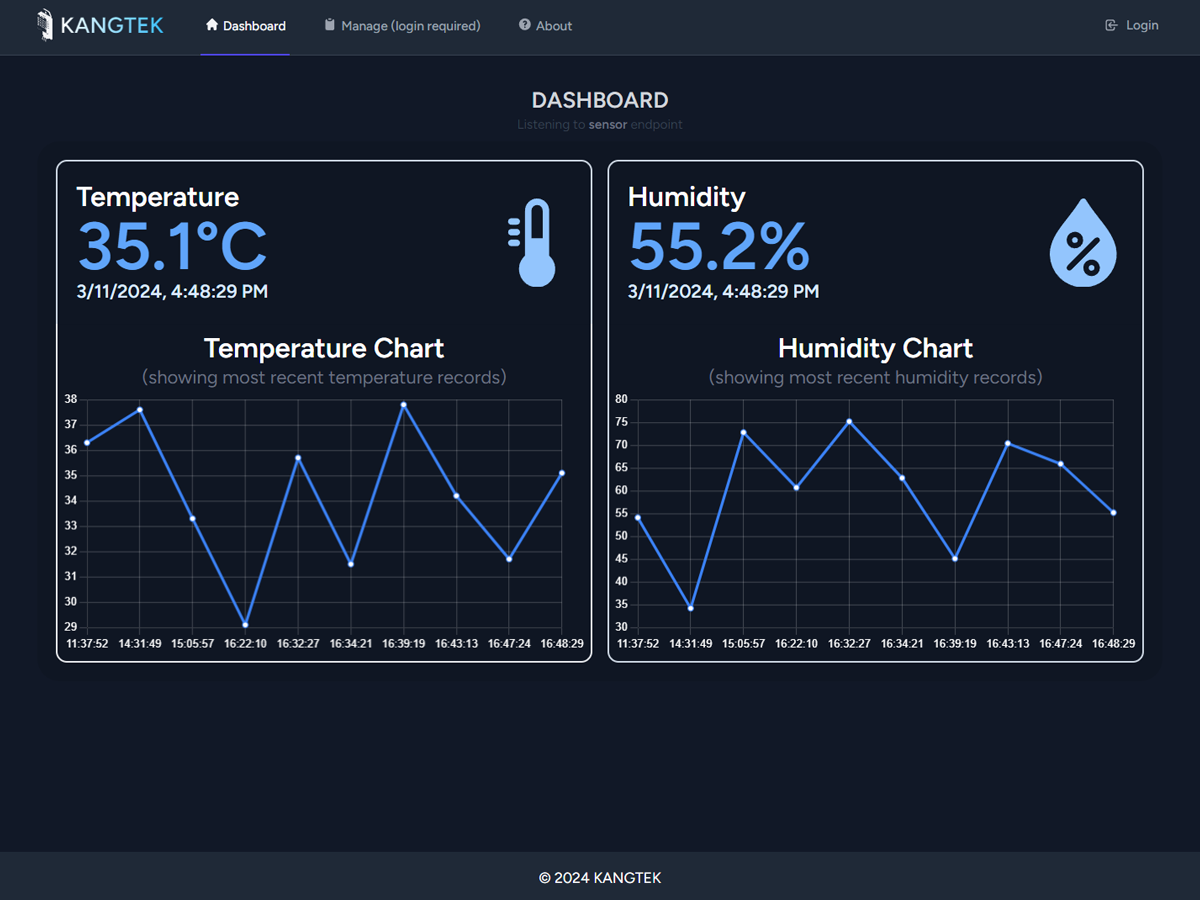 KANGTEK Dashboard Manage (login required) About Login
DASHBOARD
Listening to sensor endpoint
Temperature
35.1°C
3/11/2024, 4:48:29 PM
Temperature Chart
(showing most recent temperature records)
38
37
36
35
34
33
32
31
30
29
11:37:52 14:31:49 15:05:57 16:22:10 16:32:27 16:34:21 16:39:19 16:43:13 16:47:24 16:48:29
Humidity
55.2%
3/11/2024, 4:48:29 PM
%
Humidity Chart
(showing most recent humidity records)
80
75
70
65
60
55
50
45
40
35
30
11:37:52 14:31:49 15:05:57 16:22:10 16:32:27 16:34:21 16:39:19 16:43:13 16:47:24 16:48:29
© 2024 KANGTEK